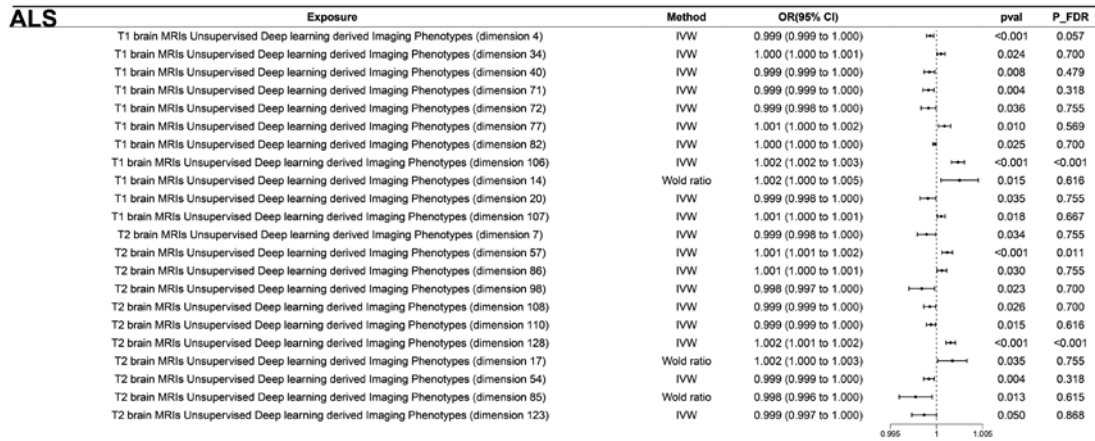 ALS
Exposure Method OR(95% CI) pval P_FDR
T1 brain MRIs Unsupervised Deep learning derived Imaging Phenotypes (dimension 4) IVW 0.999 (0.999 to 1.000) <0.001 0.057
T1 brain MRIs Unsupervised Deep learning derived Imaging Phenotypes (dimension 34) IVW 1.000 (1.000 to 1.001) 0.024 0.700
T1 brain MRIs Unsupervised Deep learning derived Imaging Phenotypes (dimension 40) IVW 0.999 (0.999 to 1.000) 0.008 0.479
T1 brain MRIs Unsupervised Deep learning derived Imaging Phenotypes (dimension 71) IVW 0.999 (0.999 to 1.000) 0.004 0.318
T1 brain MRIs Unsupervised Deep learning derived Imaging Phenotypes (dimension 72) IVW 0.999 (0.998 to 1.000) 0.036 0.755
T1 brain MRIs Unsupervised Deep learning derived Imaging Phenotypes (dimension 77) IVW 1.001 (1.000 to 1.002) 0.010 0.569
T1 brain MRIs Unsupervised Deep learning derived Imaging Phenotypes (dimension 82) IVW 1.000 (1.000 to 1.000) 0.025 0.700
T1 brain MRIs Unsupervised Deep learning derived Imaging Phenotypes (dimension 106) IVW 1.002 (1.002 to 1.003) <0.001 <0.001
T1 brain MRIs Unsupervised Deep learning derived Imaging Phenotypes (dimension 14) Wold ratio 1.002 (1.000 to 1.005) 0.015 0.616
T1 brain MRIs Unsupervised Deep learning derived Imaging Phenotypes (dimension 20) IVW 0.999 (0.998 to 1.000) 0.035 0.755
T1 brain MRIs Unsupervised Deep learning derived Imaging Phenotypes (dimension 107) IVW 1.001 (1.000 to 1.001) 0.018 0.667
T2 brain MRIs Unsupervised Deep learning derived Imaging Phenotypes (dimension 7) IVW 0.999 (0.998 to 1.000) 0.034 0.755
T2 brain MRIs Unsupervised Deep learning derived Imaging Phenotypes (dimension 57) IVW 1.001 (1.001 to 1.002) <0.001 0.011
T2 brain MRIs Unsupervised Deep learning derived Imaging Phenotypes (dimension 86) IVW 1.001 (1.000 to 1.001) 0.030 0.755
T2 brain MRIs Unsupervised Deep learning derived Imaging Phenotypes (dimension 98) IVW 0.998 (0.997 to 1.000) 0.023 0.700
T2 brain MRIs Unsupervised Deep learning derived Imaging Phenotypes (dimension 108) IVW 0.999 (0.999 to 1.000) 0.026 0.700
T2 brain MRIs Unsupervised Deep learning derived Imaging Phenotypes (dimension 110) IVW 0.999 (0.999 to 1.000) 0.015 0.616
T2 brain MRIs Unsupervised Deep learning derived Imaging Phenotypes (dimension 128) IVW 1.002 (1.001 to 1.002) <0.001 <0.001
T2 brain MRIs Unsupervised Deep learning derived Imaging Phenotypes (dimension 17) Wold ratio 1.002 (1.000 to 1.003) 0.035 0.755
T2 brain MRIs Unsupervised Deep learning derived Imaging Phenotypes (dimension 54) IVW 0.999 (0.999 to 1.000) 0.004 0.318
T2 brain MRIs Unsupervised Deep learning derived Imaging Phenotypes (dimension 85) Wold ratio 0.998 (0.996 to 1.000) 0.013 0.615
T2 brain MRIs Unsupervised Deep learning derived Imaging Phenotypes (dimension 123) IVW 0.999 (0.997 to 1.000) 0.050 0.868
0.995 1 1.005